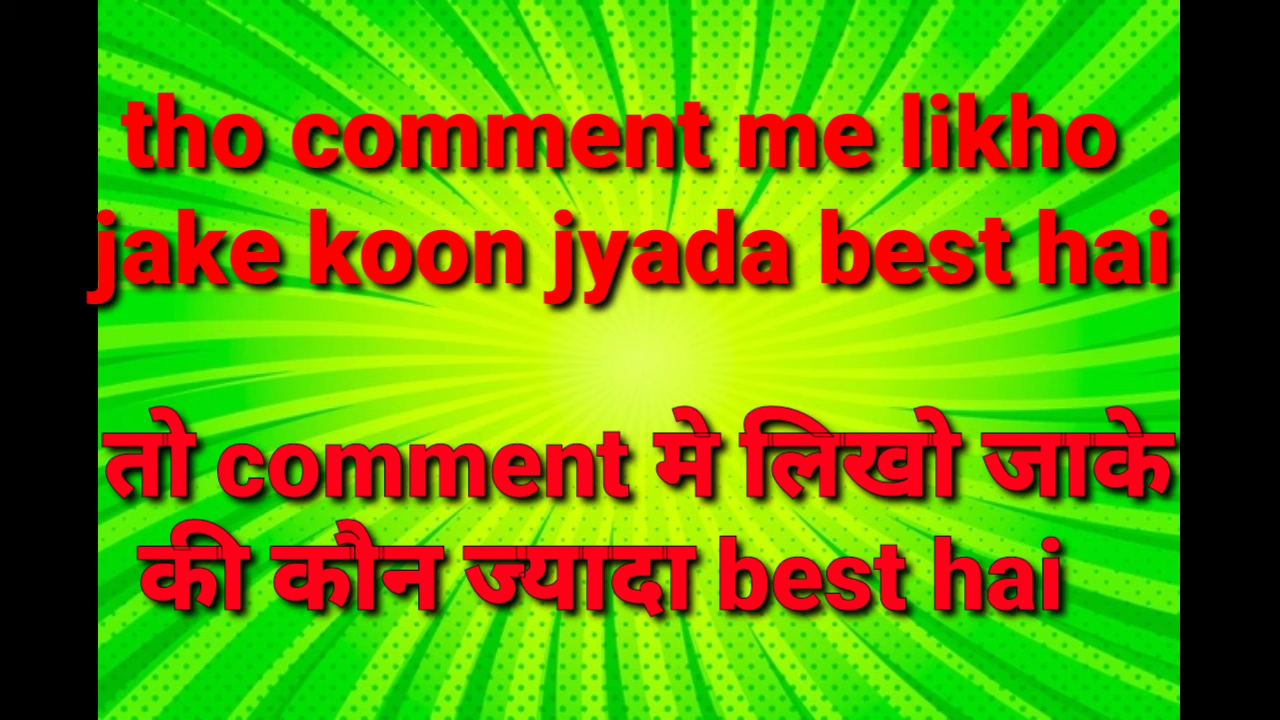 tho comment me likho
jake koon jyada best hai
तो comment मे लिखो जाके
की कौन ज्यादा best hai